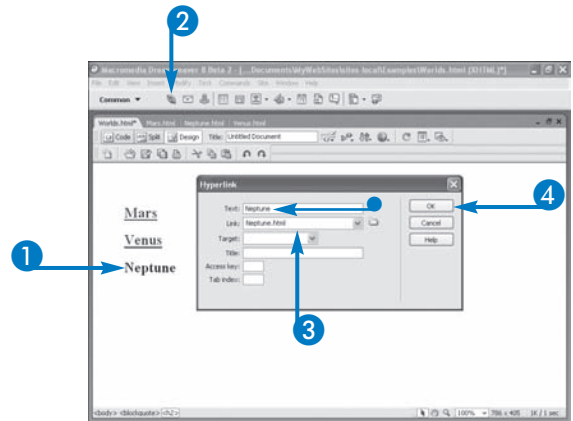 2
Macromedia Dreamweaver 8 Beta 2 - [...Documents\MyWebSites\sites-local\Examples\Worlds.html (XHTML)*]
File Edit View Insert Modify Text Commands Site Window Help
Common
Worlds.html* Mars.html Neptune.html Venus.html
Code Split Design Title: Untitled Document
Hyperlink
Text: Neptune
OK
4
Link: Neptune.html
Cancel
Target:
Help
Title:
Access key:
Tab index:
Mars
Venus
1
Neptune
3
<body> <blockquote> <h2>
100% 786 x 405 1K / 1 sec